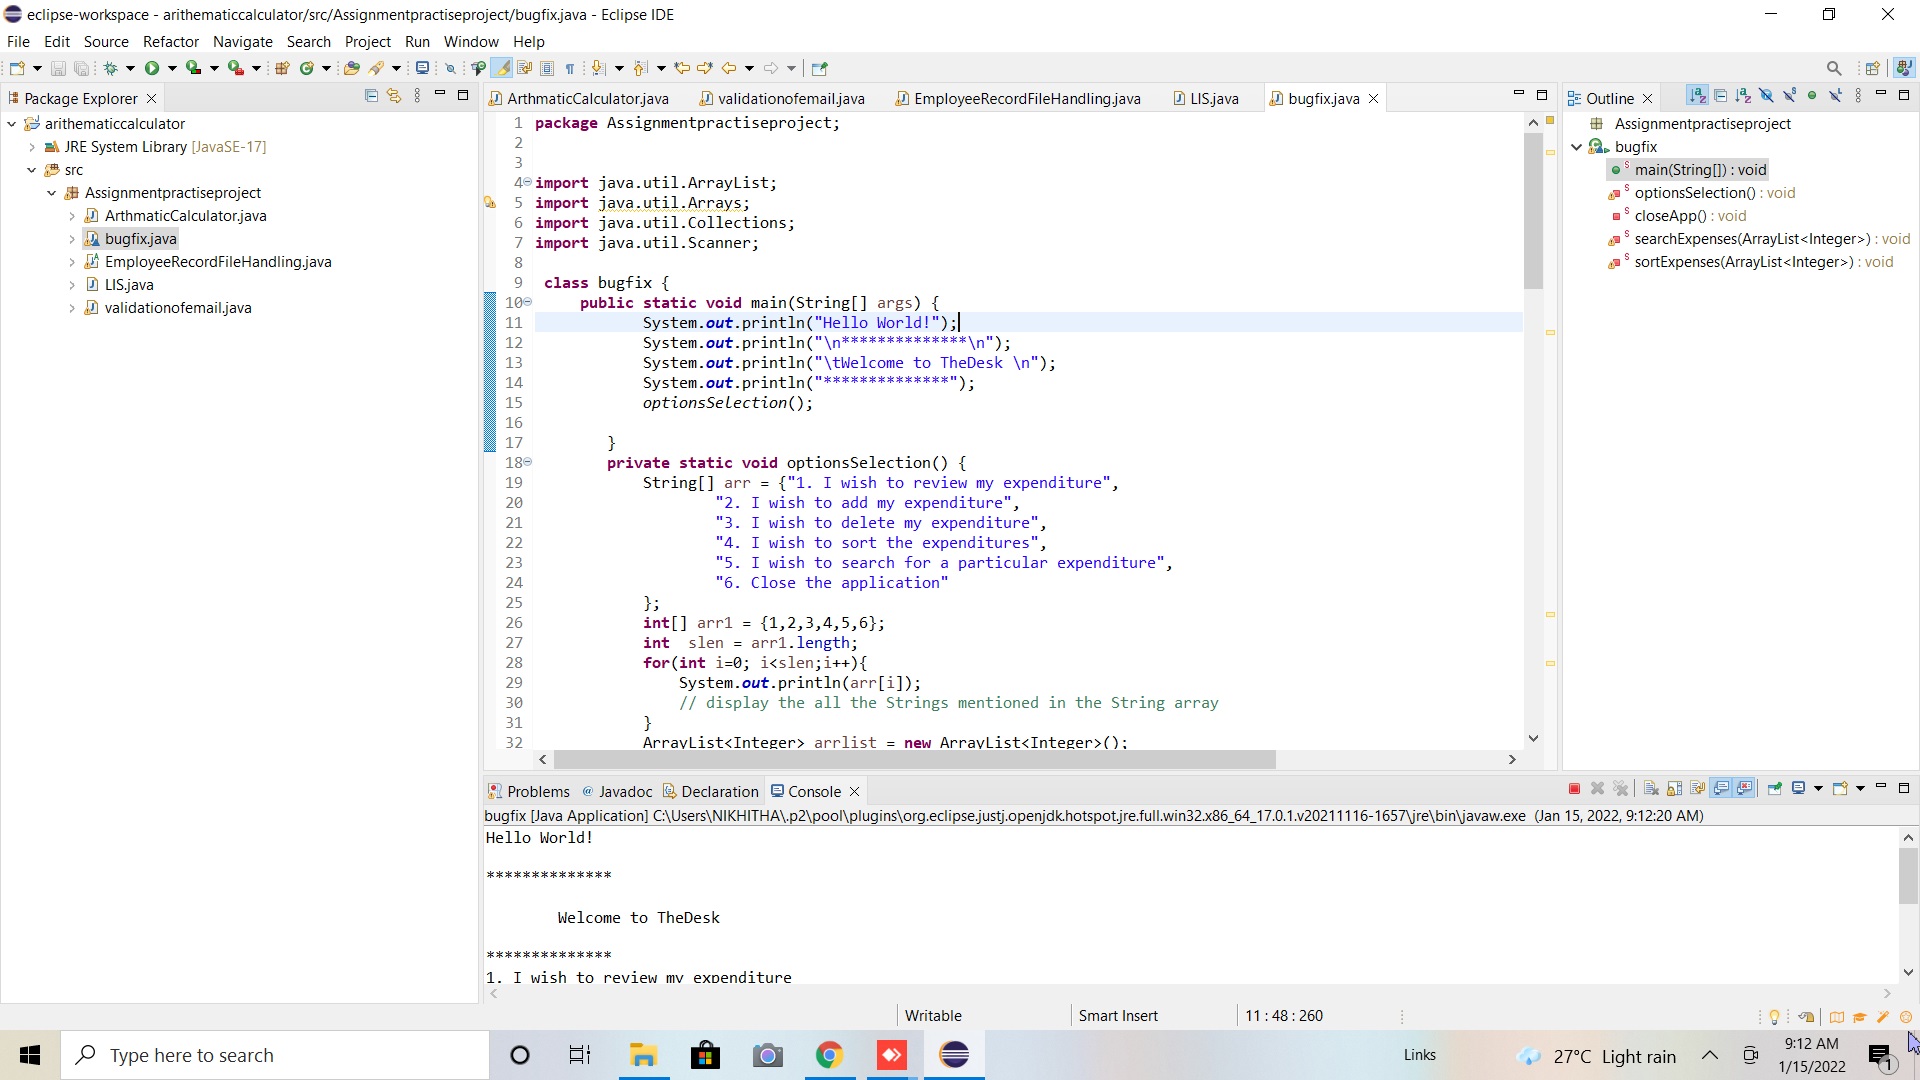 eclipse-workspace - arithematiccalculator/src/Assignmentpractiseproject/bugfix.java - Eclipse IDE
File Edit Source Refactor Navigate Search Project Run Window Help
Package Explorer
arithematiccalculator
JRE System Library [JavaSE-17]
src
Assignmentpractiseproject
ArthmaticCalculator.java
bugfix.java
EmployeeRecordFileHandling.java
LIS.java
validationofemail.java
ArthmaticCalculator.java validationofemail.java EmployeeRecordFileHandling.java LIS.java bugfix.java
1 package Assignmentpractiseproject;
2
3
4 import java.util.ArrayList;
5 import java.util.Arrays;
6 import java.util.Collections;
7 import java.util.Scanner;
8
9 class bugfix {
10 public static void main(String[] args) {
11 System.out.println("Hello World!");
12 System.out.println("\n**************\n");
13 System.out.println("\tWelcome to TheDesk \n");
14 System.out.println("**************");
15 optionsSelection();
16
17 }
18 private static void optionsSelection() {
19 String[] arr = {"1. I wish to review my expenditure",
20 "2. I wish to add my expenditure",
21 "3. I wish to delete my expenditure",
22 "4. I wish to sort the expenditures",
23 "5. I wish to search for a particular expenditure",
24 "6. Close the application"
25 };
26 int[] arr1 = {1,2,3,4,5,6};
27 int slen = arr1.length;
28 for(int i=0; i<slen;i++){
29 System.out.println(arr[i]);
30 // display the all the Strings mentioned in the String array
31 }
32 ArrayList<Integer> arrlist = new ArrayList<Integer>();
Outline
Assignmentpractiseproject
bugfix
main(String[]) : void
optionsSelection() : void
closeApp() : void
searchExpenses(ArrayList<Integer>) : void
sortExpenses(ArrayList<Integer>) : void
Problems @ Javadoc Declaration Console
bugfix [Java Application] C:\Users\NIKHITHA\.p2\pool\plugins\org.eclipse.justj.openjdk.hotspot.jre.full.win32.x86_64_17.0.1.v20211116-1657\jre\bin\javaw.exe (Jan 15, 2022, 9:12:20 AM)
Hello World!
**************
Welcome to TheDesk
**************
1. I wish to review my expenditure
Writable Smart Insert 11 : 48 : 260
Type here to search
Links
27°C Light rain
9:12 AM
1/15/2022
1